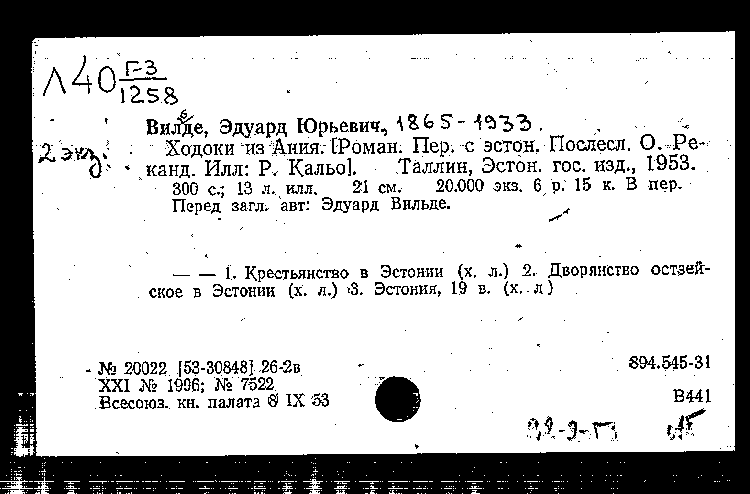 Л40 Г-3
1258
Вильде, Эдуард Юрьевич, 1865-1933.
2 экз.
Ходоки из Ания. [Роман. Пер. с эстон. Послесл. О. Ре-
канд. Илл: Р. Кальо]. Таллин, Эстон. гос. изд., 1953.
300 с.; 13 л. илл. 21 см. 20.000 экз. 6 р. 15 к. В пер.
Перед загл. авт: Эдуард Вильде.
— — 1. Крестьянство в Эстонии (х. л.) 2. Дворянство остзей-
ское в Эстонии (х. л.) 3. Эстония, 19 в. (х. л)
№ 20022 [53-30848] 26-2в
894.545-31
XXI № 1996; № 7522
Всесоюз. кн. палата 8 IX 53
В441